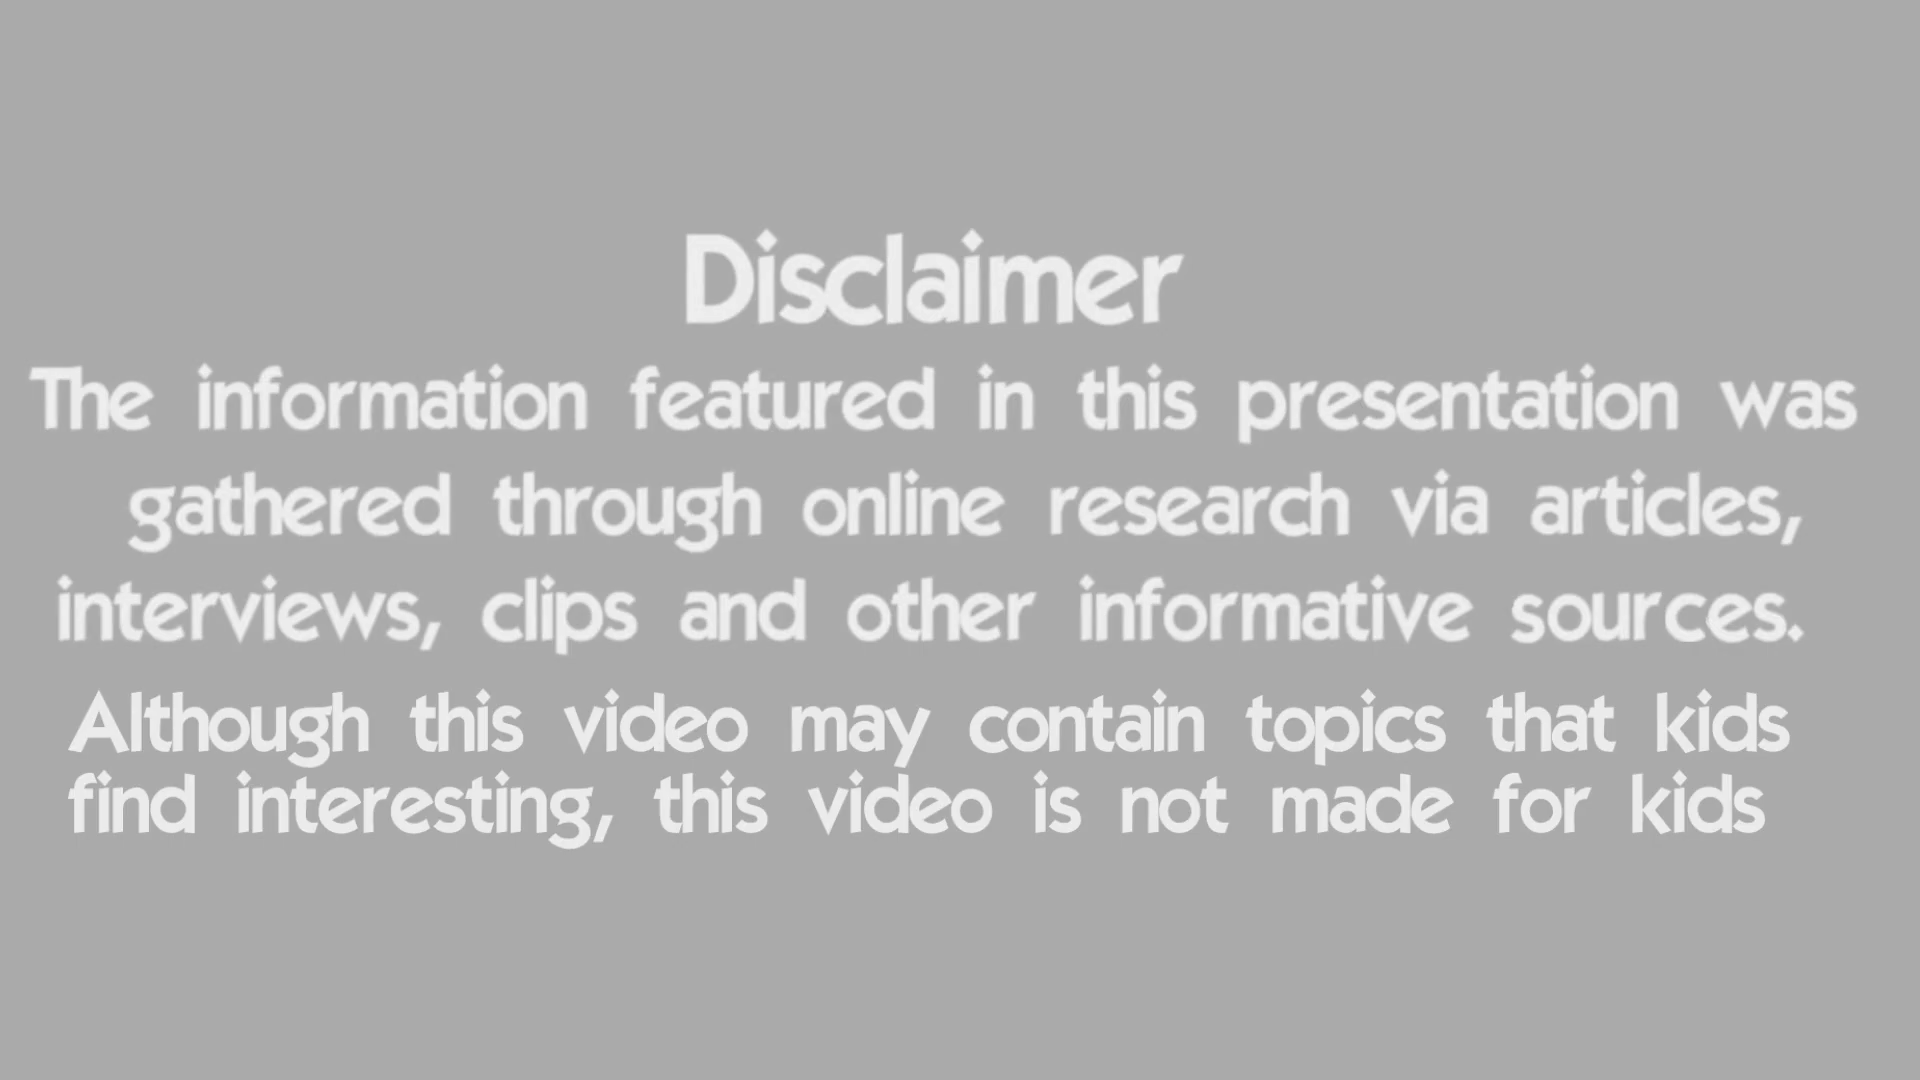 Disclaimer
The information featured in this presentation was
gathered through online research via articles,
interviews, clips and other informative sources.
Although this video may contain topics that kids
find interesting, this video is not made for kids